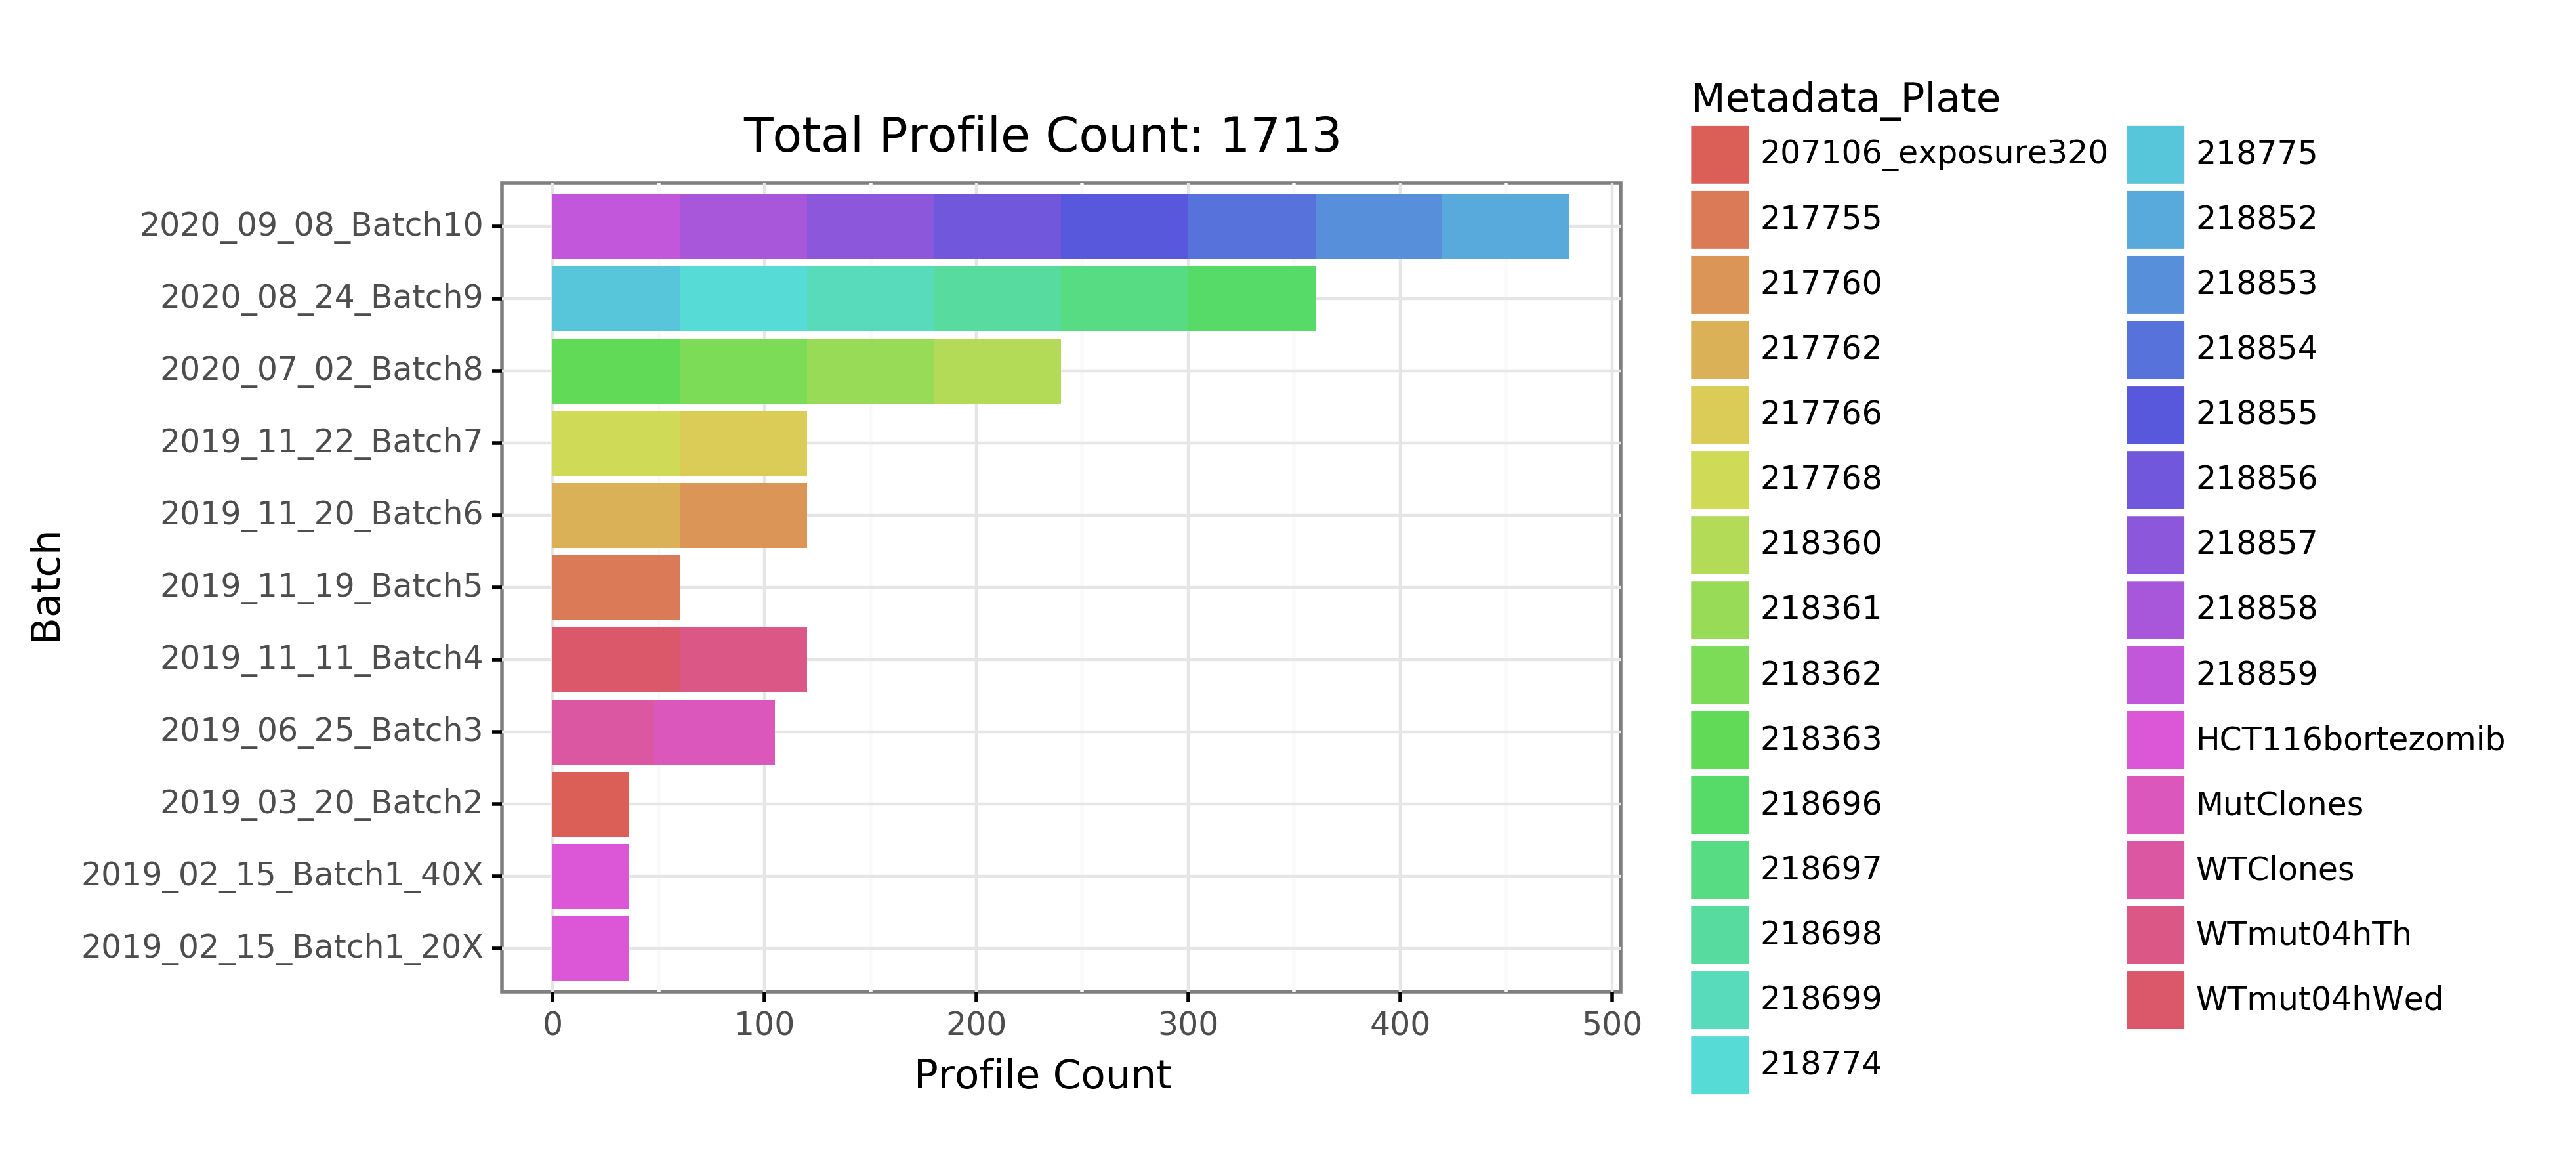 Total Profile Count: 1713
Batch
2020_09_08_Batch10
2020_08_24_Batch9
2020_07_02_Batch8
2019_11_22_Batch7
2019_11_20_Batch6
2019_11_19_Batch5
2019_11_11_Batch4
2019_06_25_Batch3
2019_03_20_Batch2
2019_02_15_Batch1_40X
2019_02_15_Batch1_20X
0 100 200 300 400 500
Profile Count
Metadata_Plate
207106_exposure320
217755
217760
217762
217766
217768
218360
218361
218362
218363
218696
218697
218698
218699
218774
218775
218852
218853
218854
218855
218856
218857
218858
218859
HCT116bortezomib
MutClones
WTClones
WTmut04hTh
WTmut04hWed